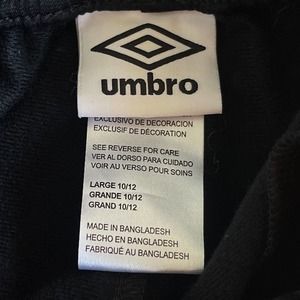 umbro
EXCLUSIVO DE DECORACION
EXCLUSIF DE DÉCORATION
SEE REVERSE FOR CARE
VER AL DORSO PARA CUIDADO
VOIR AU VERSO POUR SOINS
LARGE 10/12
GRANDE 10/12
GRAND 10/12
MADE IN BANGLADESH
HECHO EN BANGLADESH
FAIT AU BANGLADESH